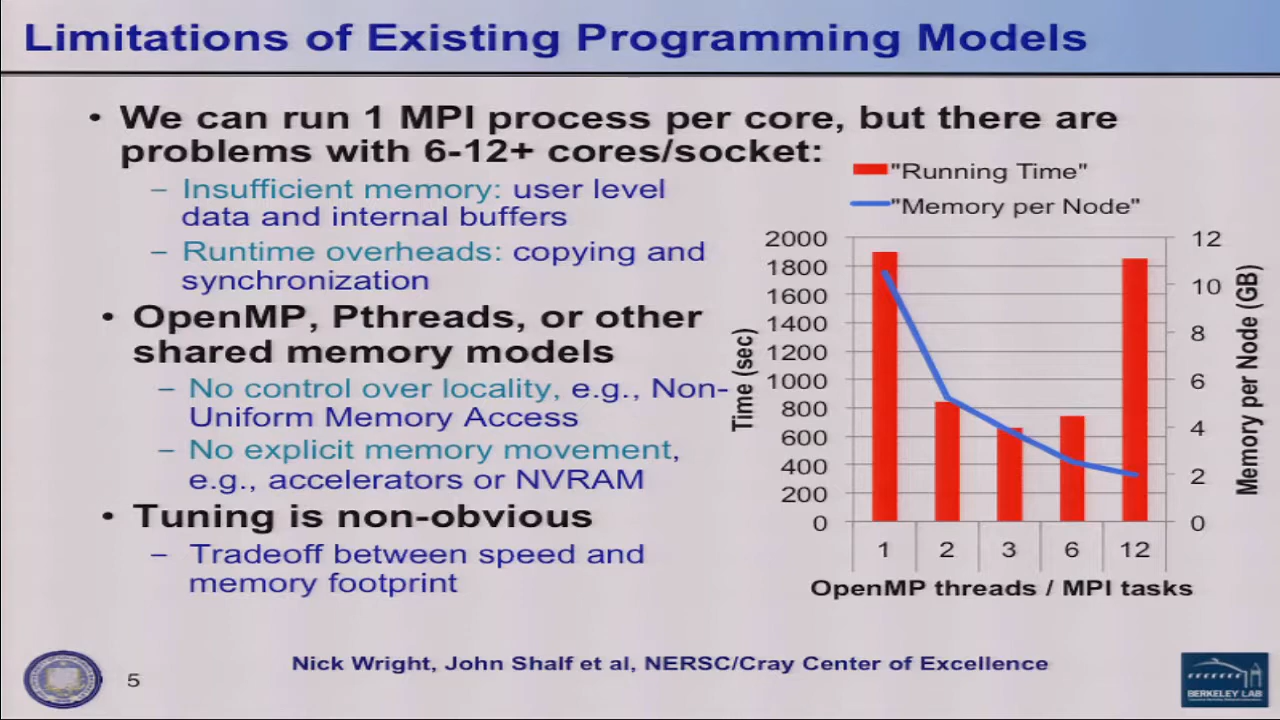 Limitations of Existing Programming Models
• We can run 1 MPI process per core, but there are
problems with 6-12+ cores/socket:
– Insufficient memory: user level
data and internal buffers
– Runtime overheads: copying and
synchronization
• OpenMP, Pthreads, or other
shared memory models
– No control over locality, e.g., Non-
Uniform Memory Access
– No explicit memory movement,
e.g., accelerators or NVRAM
• Tuning is non-obvious
– Tradeoff between speed and
memory footprint
"Running Time"
"Memory per Node"
2000
1800
1600
1400
1200
1000
800
600
400
200
0
Time (sec)
12
10
8
6
4
2
0
Memory per Node (GB)
1 2 3 6 12
OpenMP threads / MPI tasks
Nick Wright, John Shalf et al, NERSC/Cray Center of Excellence
5
BERKELEY LAB